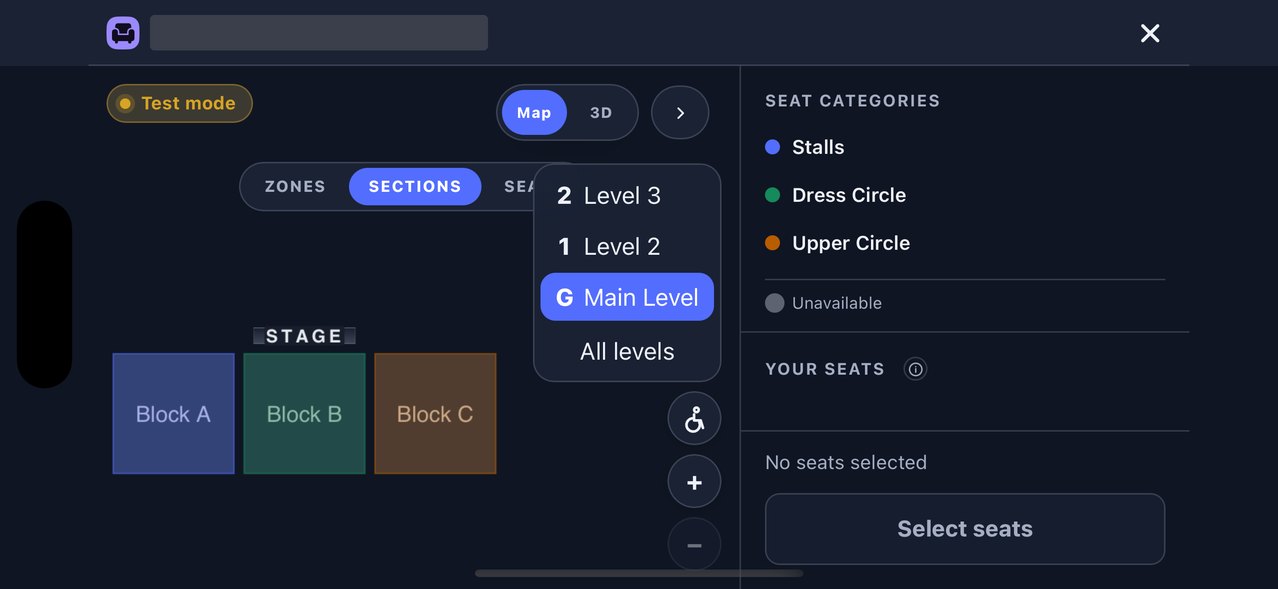 Test mode
Map
3D
ZONES
SECTIONS
SEA
2 Level 3
1 Level 2
G Main Level
All levels
STAGE
Block A
Block B
Block C
SEAT CATEGORIES
Stalls
Dress Circle
Upper Circle
Unavailable
YOUR SEATS
No seats selected
Select seats